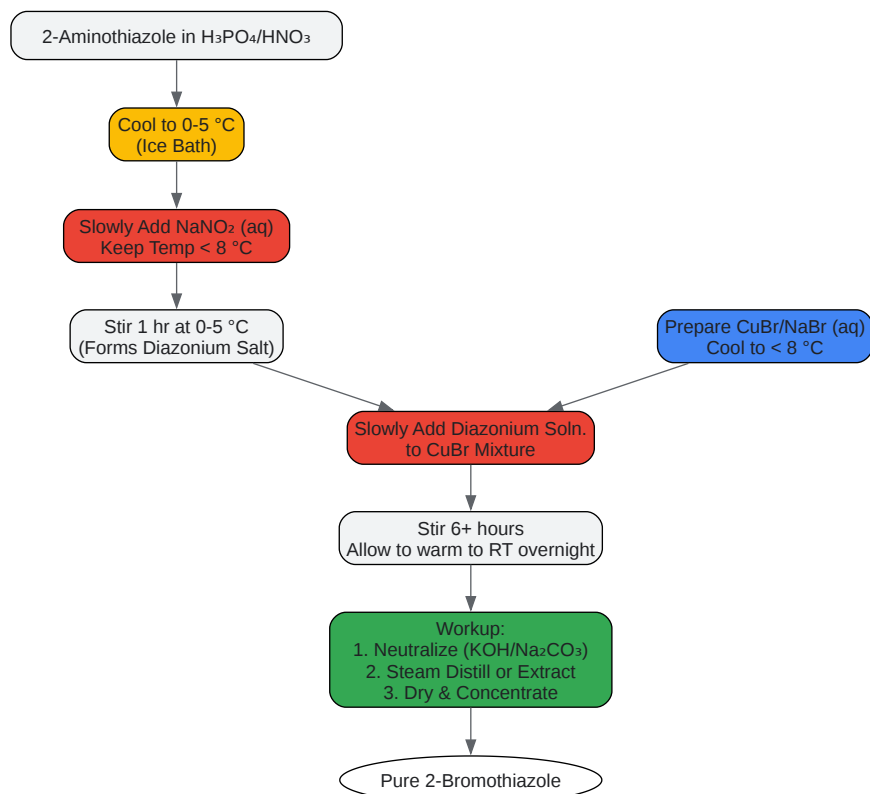 2-Aminothiazole in H₃PO₄/HNO₃
Cool to 0-5 °C
(Ice Bath)
Slowly Add NaNO₂ (aq)
Keep Temp < 8 °C
Stir 1 hr at 0-5 °C
(Forms Diazonium Salt)
Prepare CuBr/NaBr (aq)
Cool to < 8 °C
Slowly Add Diazonium Soln.
to CuBr Mixture
Stir 6+ hours
Allow to warm to RT overnight
Workup:
1. Neutralize (KOH/Na₂CO₃)
2. Steam Distill or Extract
3. Dry & Concentrate
Pure 2-Bromothiazole